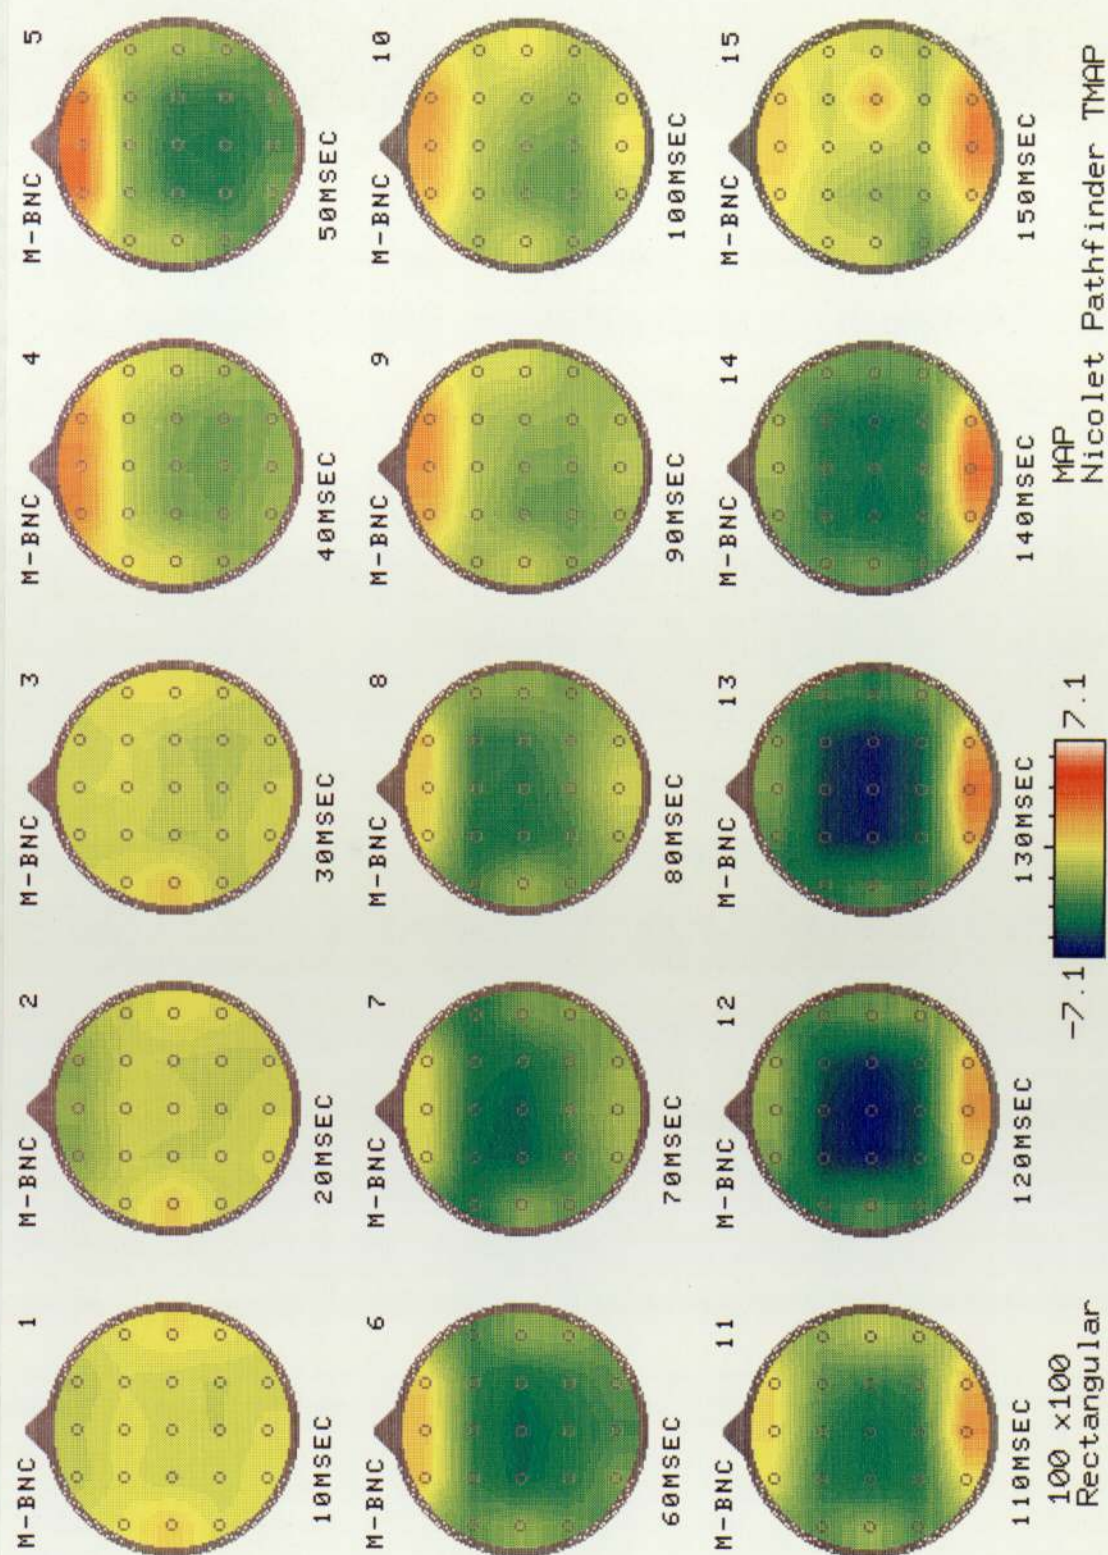 M-BNC 1 M-BNC 2 M-BNC 3 M-BNC 4 M-BNC 5
10MSEC 20MSEC 30MSEC 40MSEC 50MSEC
M-BNC 6 M-BNC 7 M-BNC 8 M-BNC 9 M-BNC 10
60MSEC 70MSEC 80MSEC 90MSEC 100MSEC
M-BNC 11 M-BNC 12 M-BNC 13 M-BNC 14 M-BNC 15
110MSEC 120MSEC 130MSEC 140MSEC 150MSEC
100 x100 -7.1 7.1 MAP
Rectangular Nicolet Pathfinder TMAP